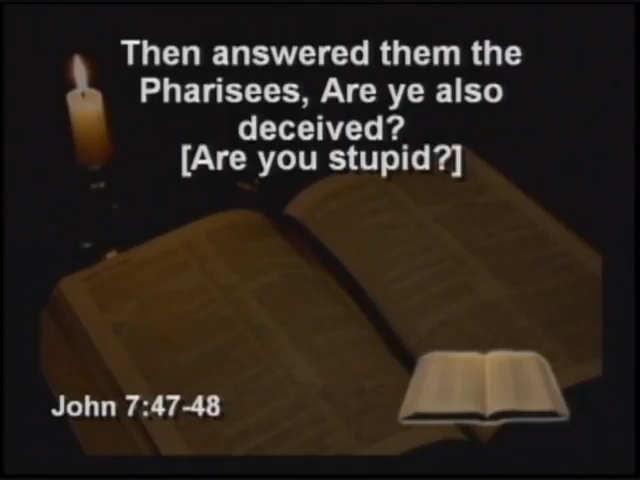 Then answered them the
Pharisees, Are ye also
deceived?
[Are you stupid?]
John 7:47-48